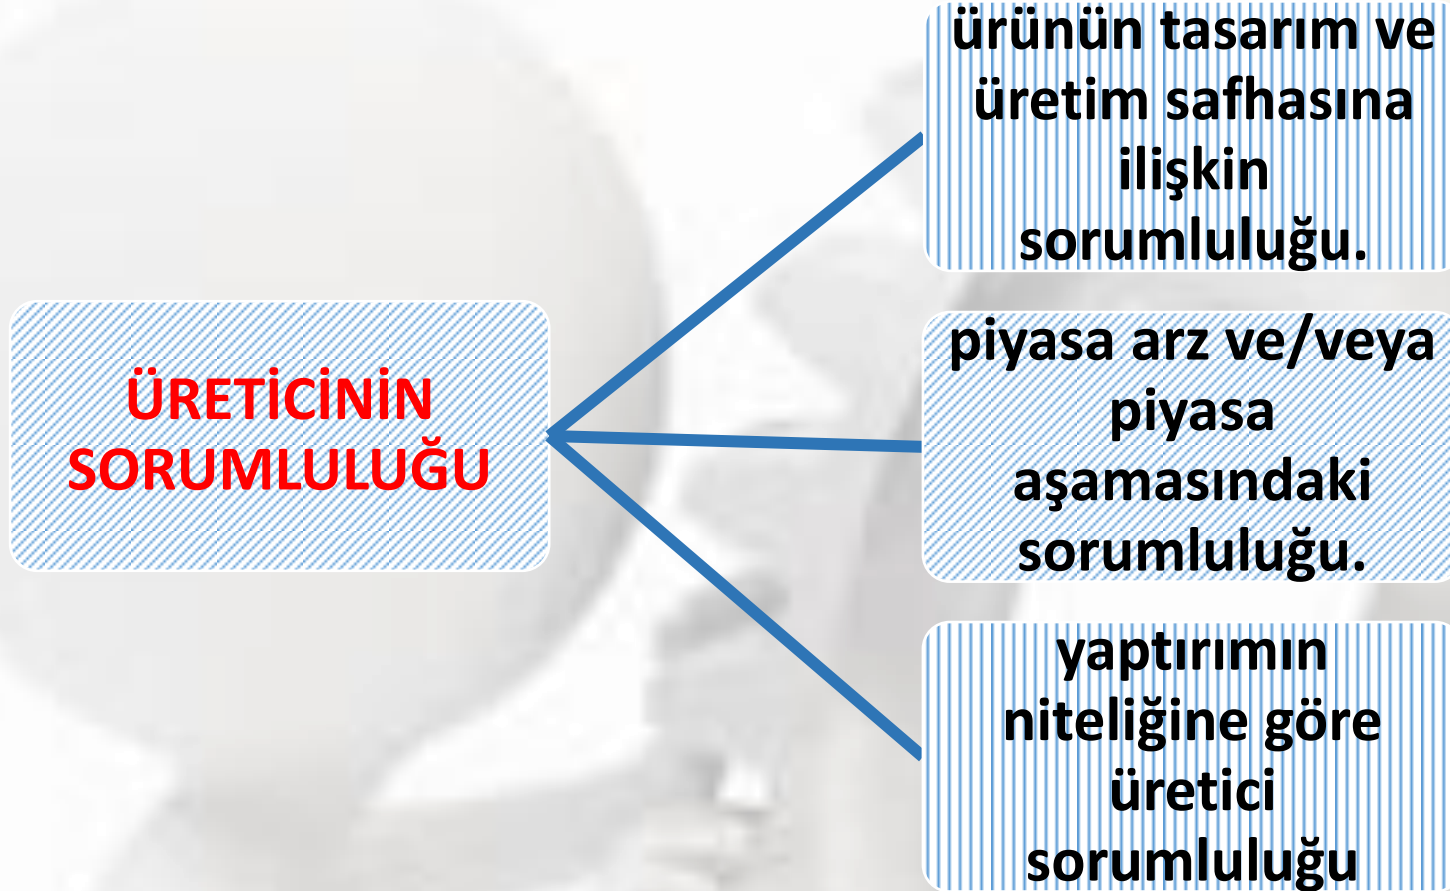 ÜRETİCİNİN
SORUMLULUĞU
ürünün tasarım ve
üretim safhasına
ilişkin
sorumluluğu.
piyasa arz ve/veya
piyasa
aşamasındaki
sorumluluğu.
yaptırımın
niteliğine göre
üretici
sorumluluğu